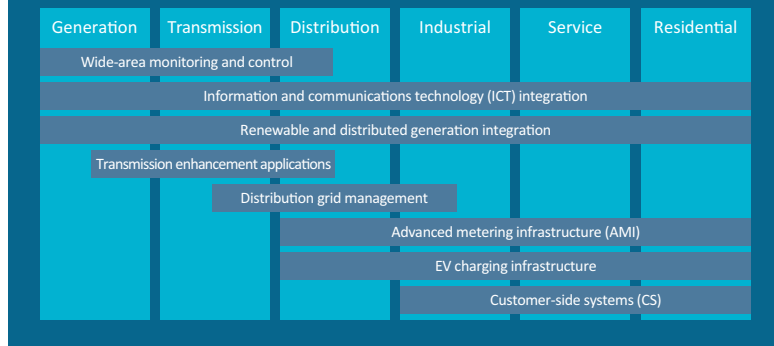 Generation Transmission Distribution Industrial Service Residential
Wide-area monitoring and control
Information and communications technology (ICT) integration
Renewable and distributed generation integration
Transmission enhancement applications
Distribution grid management
Advanced metering infrastructure (AMI)
EV charging infrastructure
Customer-side systems (CS)